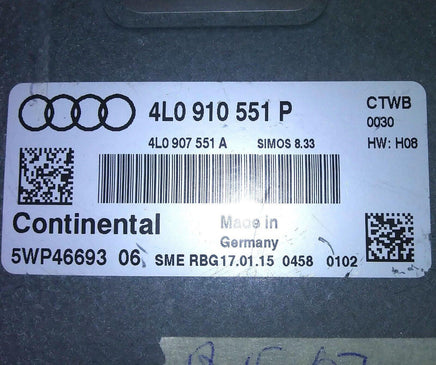 4L0 910 551 P
CTWB
0030
4L0 907 551 A SIMOS 8.33 HW: H08
Continental
Made in
Germany
5WP46693 06 SME RBG17.01.15 0458 0102